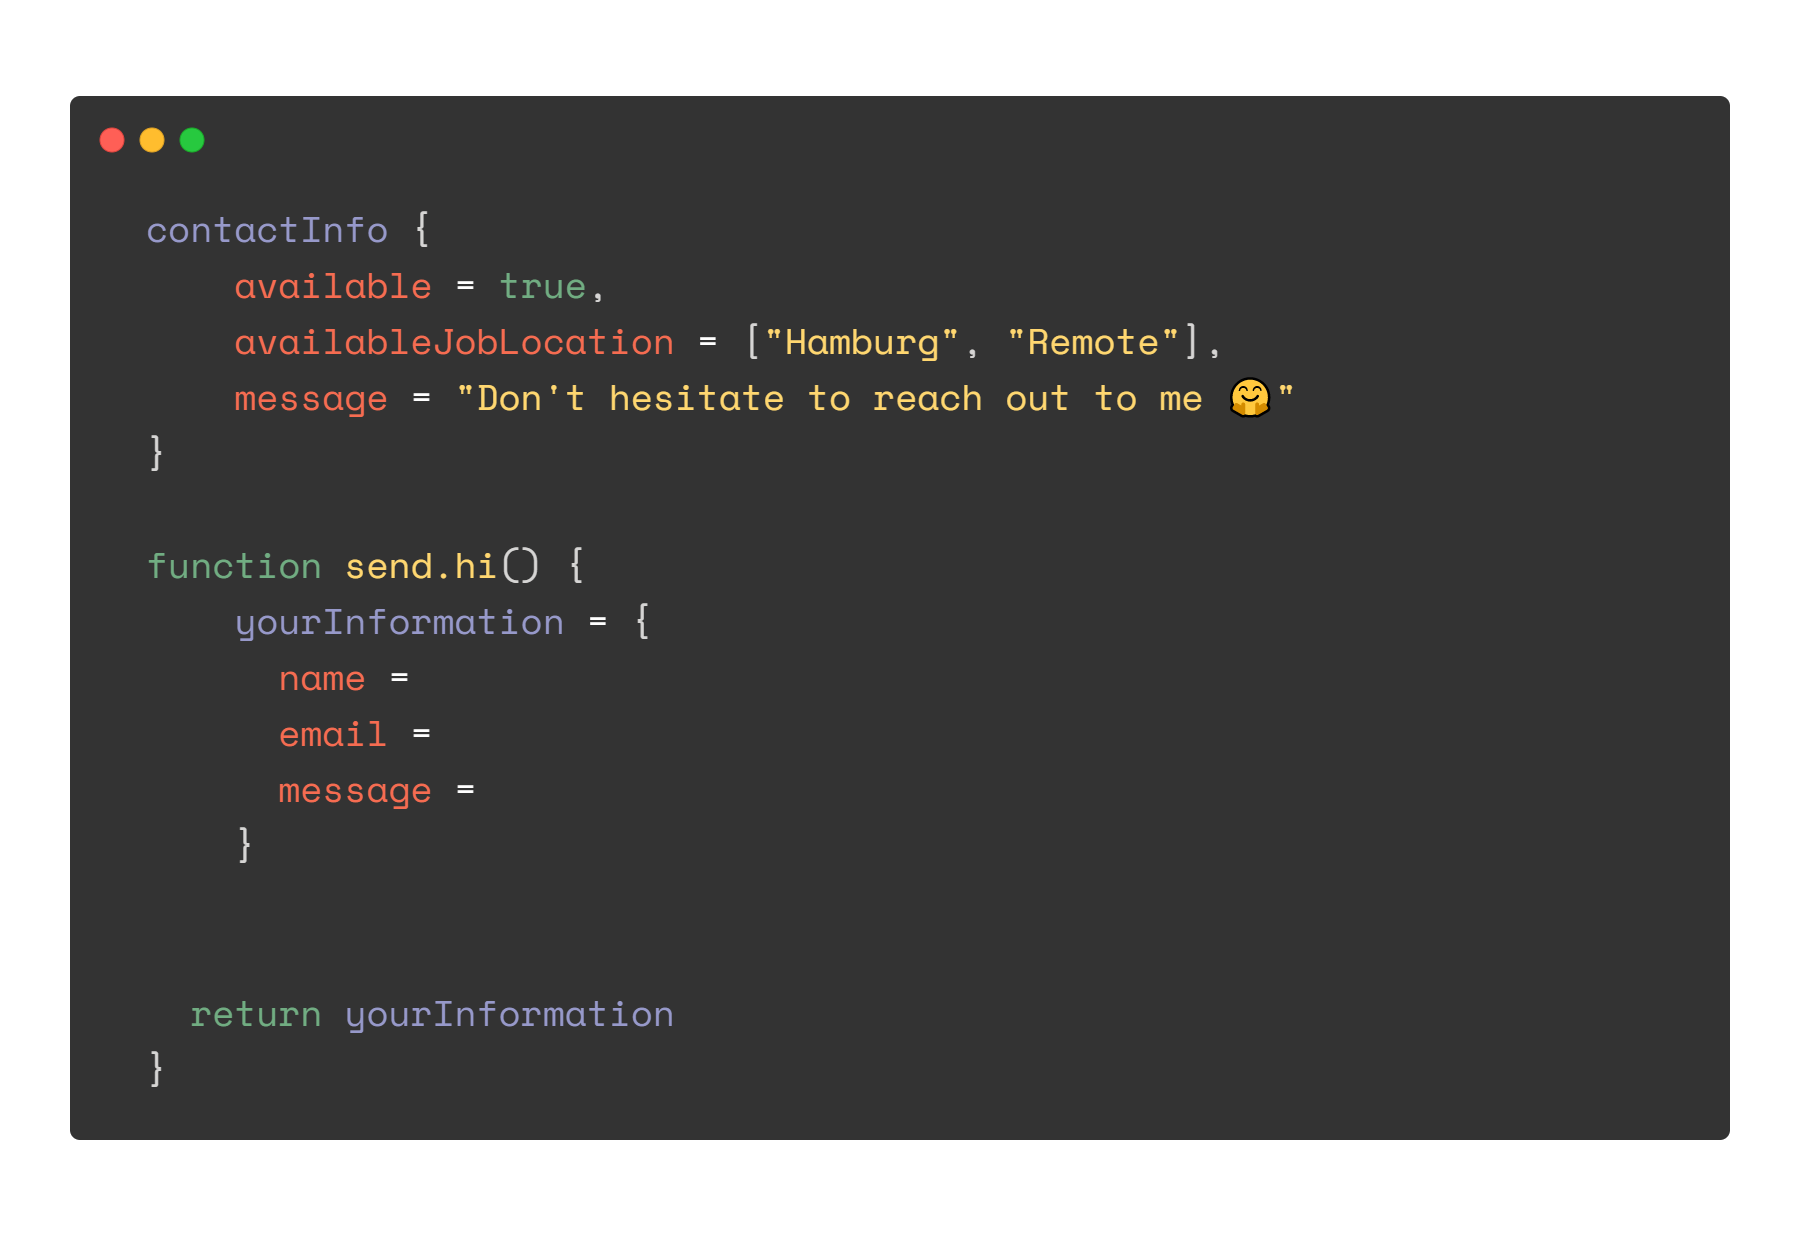 contactInfo {
    available = true,
    availableJobLocation = ["Hamburg", "Remote"],
    message = "Don't hesitate to reach out to me 🤗"
}
function send.hi() {
    yourInformation = {
      name =
      email =
      message =
    }
  return yourInformation
}